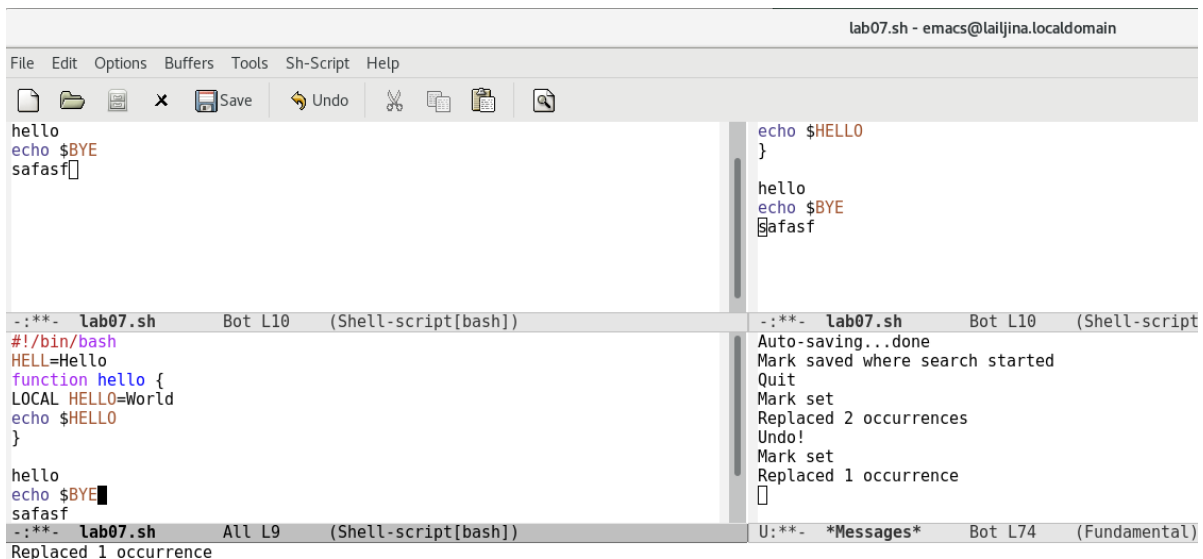 lab07.sh - emacs@lailjina.localdomain
File Edit Options Buffers Tools Sh-Script Help
Save Undo
hello
echo $BYE
safasf
-:**- lab07.sh Bot L10 (Shell-script[bash])
echo $HELLO
}
hello
echo $BYE
safasf
-:**- lab07.sh Bot L10 (Shell-script
#!/bin/bash
HELL=Hello
function hello {
LOCAL HELLO=World
echo $HELLO
}
hello
echo $BYE
safasf
-:**- lab07.sh All L9 (Shell-script[bash])
Auto-saving...done
Mark saved where search started
Quit
Mark set
Replaced 2 occurrences
Undo!
Mark set
Replaced 1 occurrence
U:**- *Messages* Bot L74 (Fundamental)
Replaced 1 occurrence